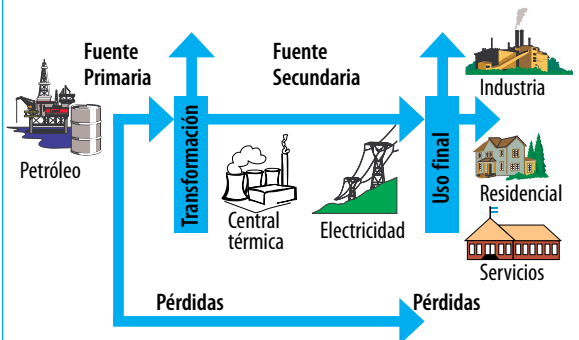 Fuente
Primaria
Fuente
Secundaria
Industria
Petróleo
Transformación
Central
térmica
Electricidad
Uso final
Residencial
Servicios
Pérdidas
Pérdidas